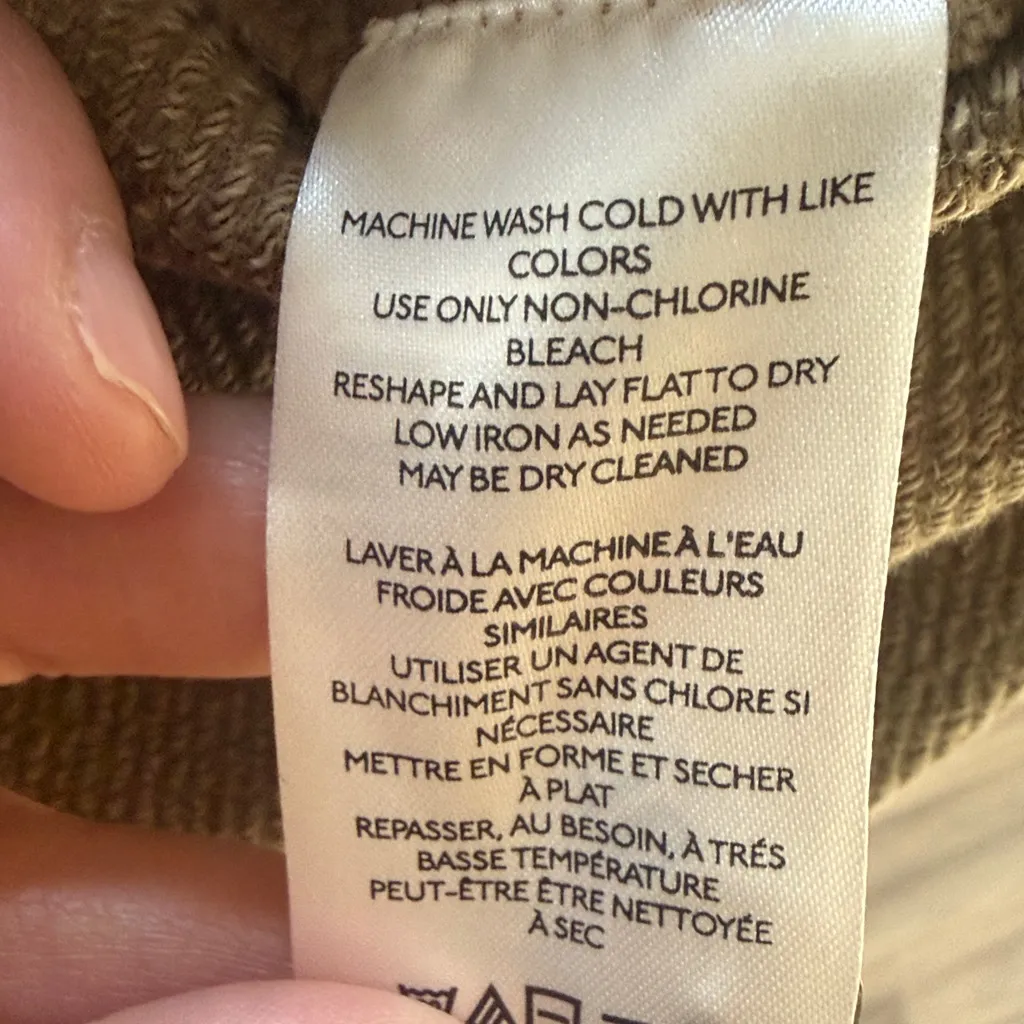 MACHINE WASH COLD WITH LIKE
COLORS
USE ONLY NON-CHLORINE
BLEACH
RESHAPE AND LAY FLAT TO DRY
LOW IRON AS NEEDED
MAY BE DRY CLEANED
LAVER À LA MACHINE À L'EAU
FROIDE AVEC COULEURS
SIMILAIRES
UTILISER UN AGENT DE
BLANCHIMENT SANS CHLORE SI
NÉCESSAIRE
METTRE EN FORME ET SECHER
À PLAT
REPASSER, AU BESOIN, À TRÉS
BASSE TEMPÉRATURE
PEUT-ÊTRE ÊTRE NETTOYÉE
À SEC